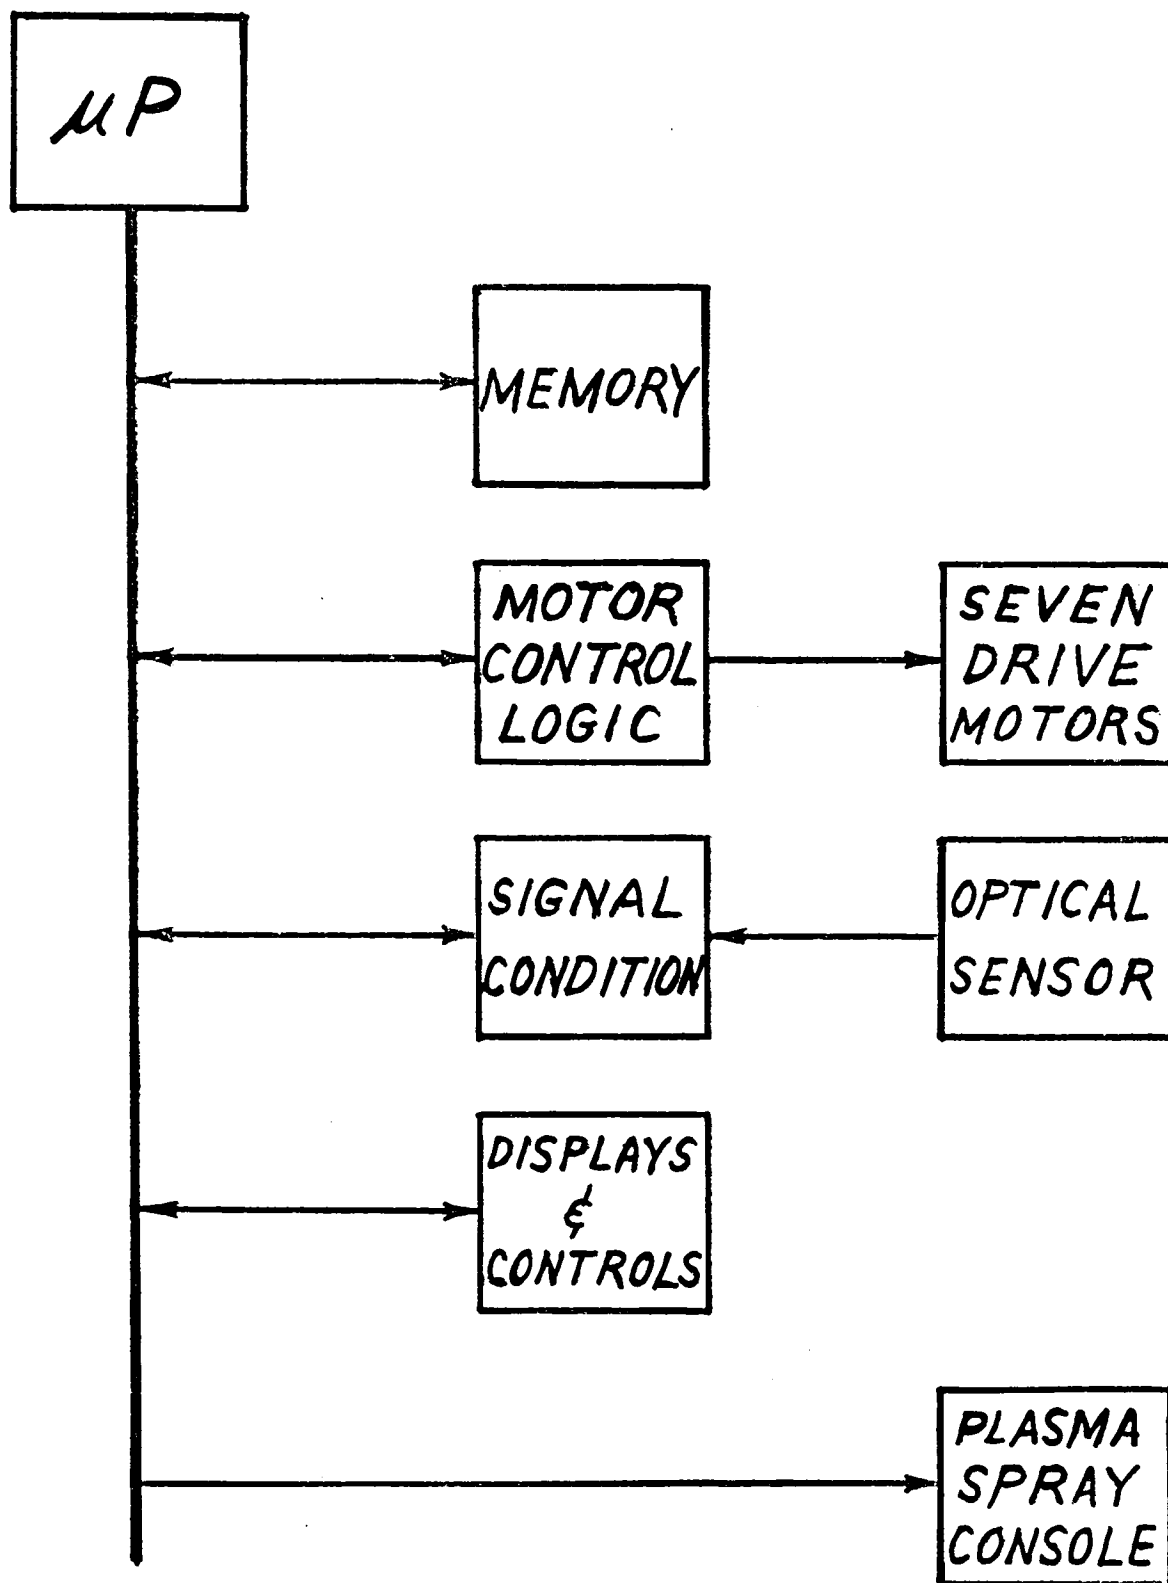 μP
MEMORY
MOTOR
CONTROL
LOGIC
SEVEN
DRIVE
MOTORS
SIGNAL
CONDITION
OPTICAL
SENSOR
DISPLAYS
&
CONTROLS
PLASMA
SPRAY
CONSOLE